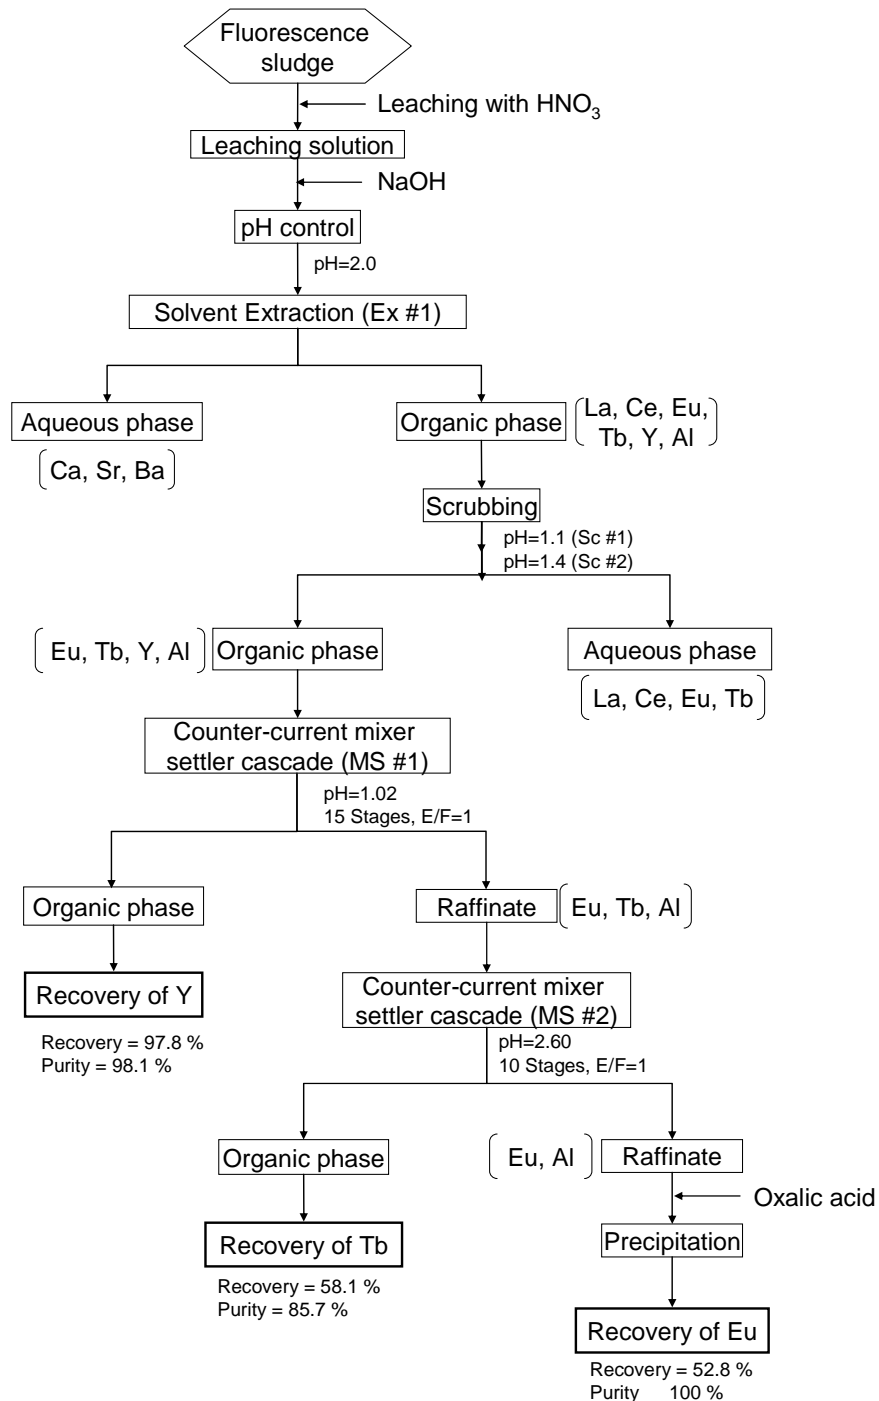 Fluorescence
sludge
Leaching with HNO₃
Leaching solution
NaOH
pH control
pH=2.0
Solvent Extraction (Ex #1)
Aqueous phase
Ca, Sr, Ba
Organic phase
La, Ce, Eu,
Tb, Y, Al
Scrubbing
pH=1.1 (Sc #1)
pH=1.4 (Sc #2)
Eu, Tb, Y, Al
Organic phase
Aqueous phase
La, Ce, Eu, Tb
Counter-current mixer
settler cascade (MS #1)
pH=1.02
15 Stages, E/F=1
Organic phase
Raffinate
Eu, Tb, Al
Recovery of Y
Recovery = 97.8 %
Purity = 98.1 %
Counter-current mixer
settler cascade (MS #2)
pH=2.60
10 Stages, E/F=1
Organic phase
Eu, Al
Raffinate
Oxalic acid
Recovery of Tb
Recovery = 58.1 %
Purity = 85.7 %
Precipitation
Recovery of Eu
Recovery = 52.8 %
Purity 100 %